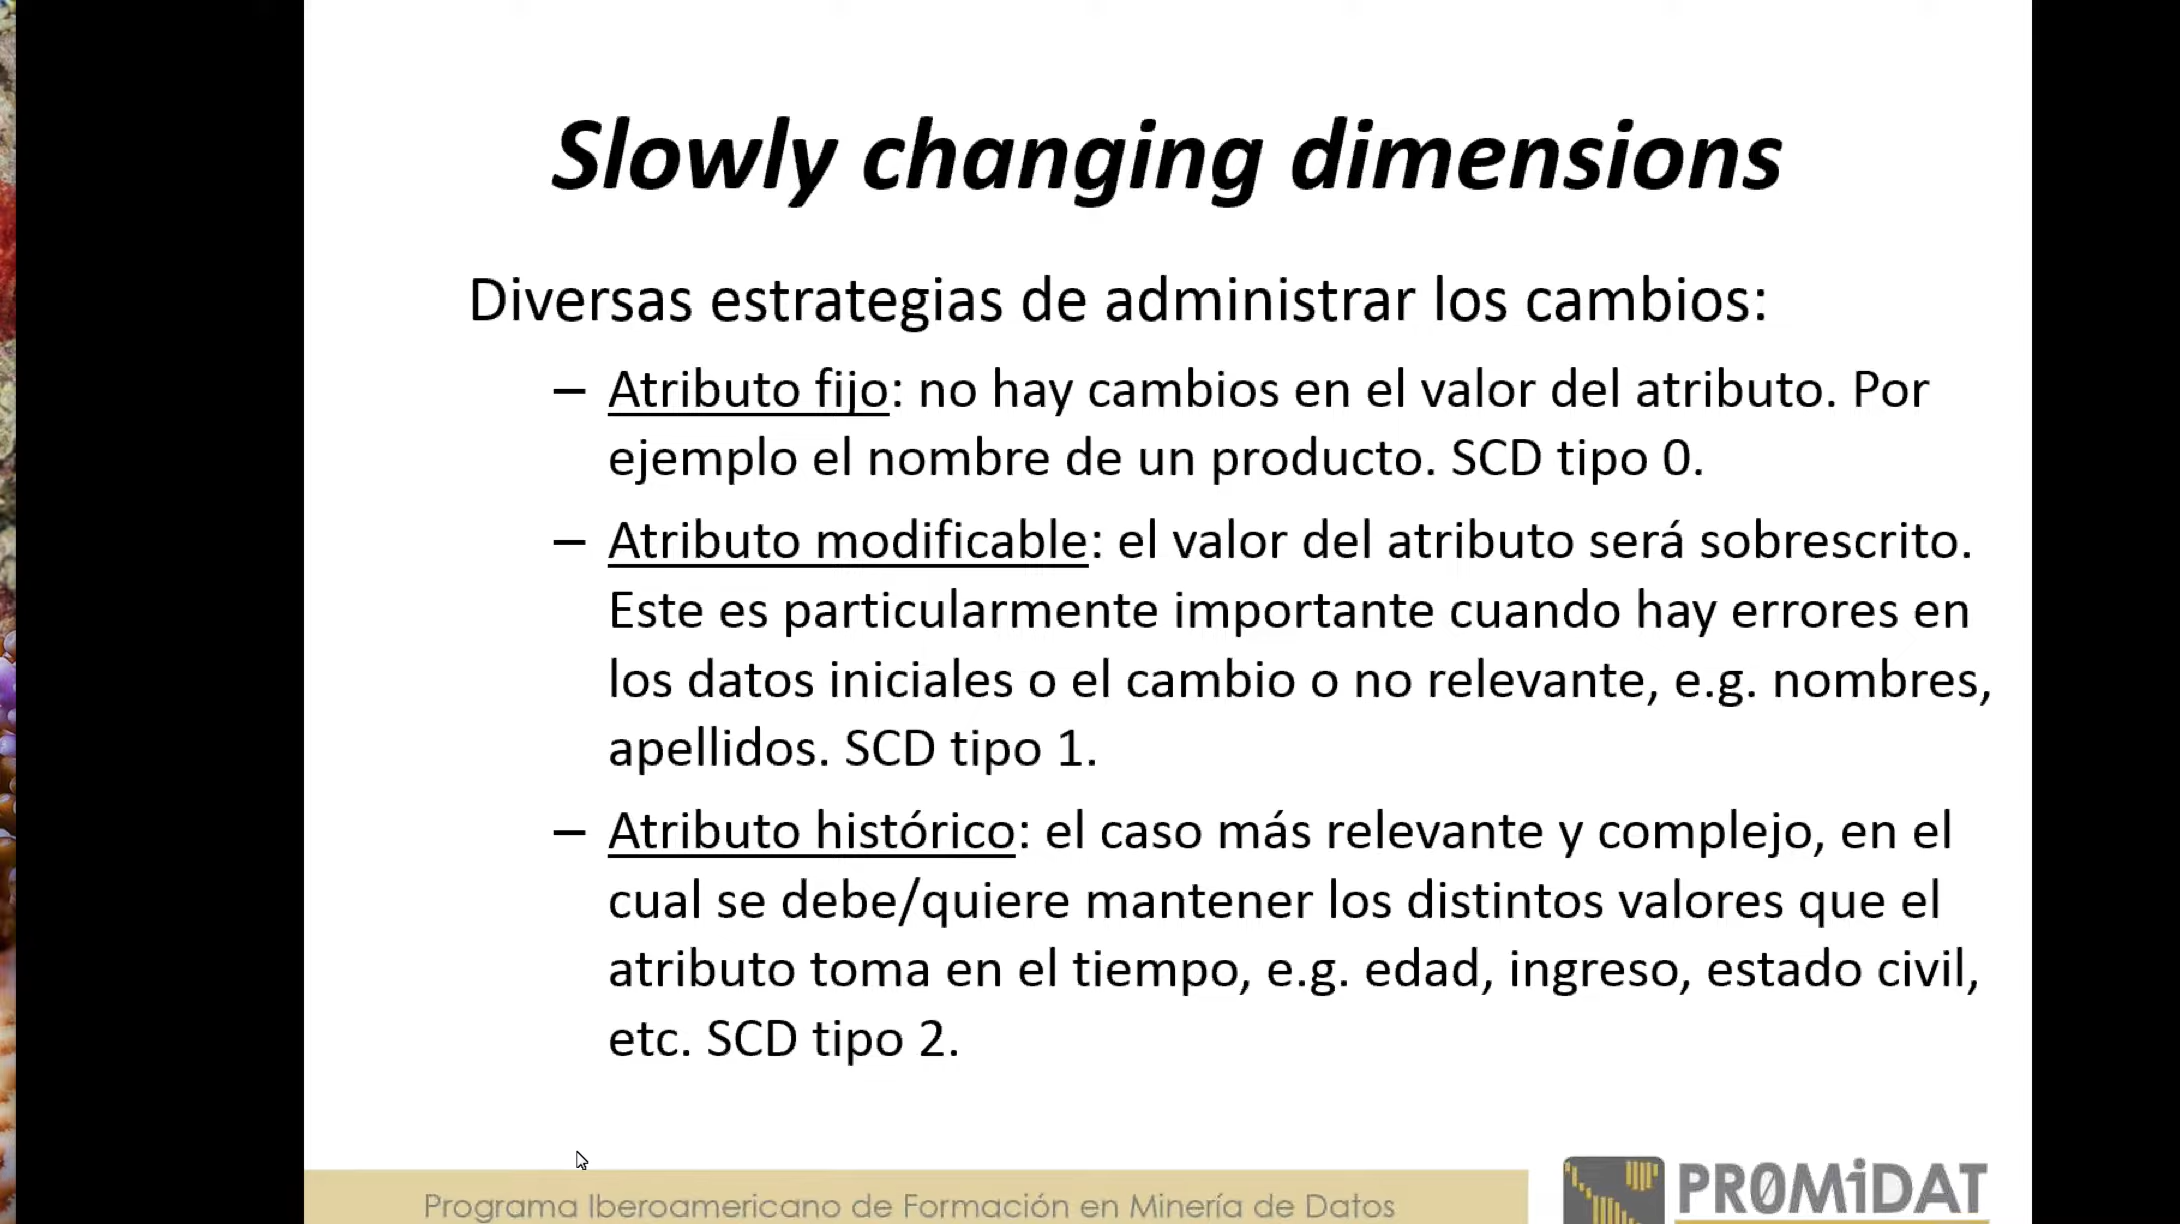 Slowly changing dimensions
Diversas estrategias de administrar los cambios:
– Atributo fijo: no hay cambios en el valor del atributo. Por
ejemplo el nombre de un producto. SCD tipo 0.
– Atributo modificable: el valor del atributo será sobrescrito.
Este es particularmente importante cuando hay errores en
los datos iniciales o el cambio o no relevante, e.g. nombres,
apellidos. SCD tipo 1.
– Atributo histórico: el caso más relevante y complejo, en el
cual se debe/quiere mantener los distintos valores que el
atributo toma en el tiempo, e.g. edad, ingreso, estado civil,
etc. SCD tipo 2.
Programa Iberoamericano de Formación en Minería de Datos
PR0MiDAT